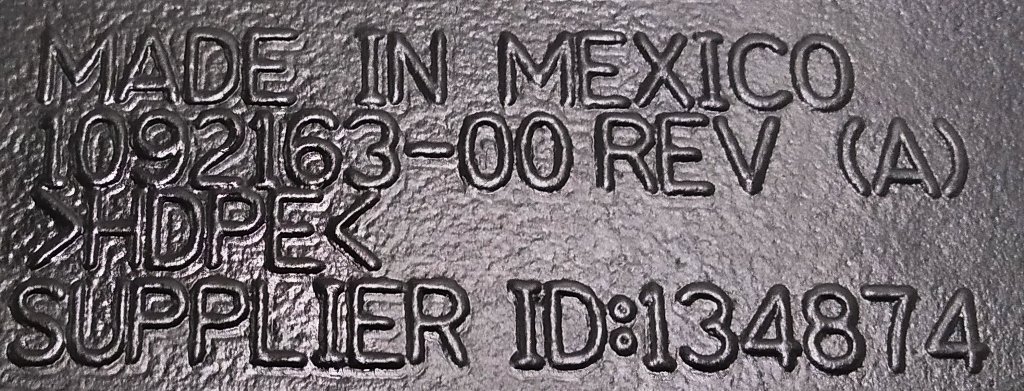 MADE IN MEXICO
1092163-00 REV (A)
>HDPE<
SUPPLIER ID:134874